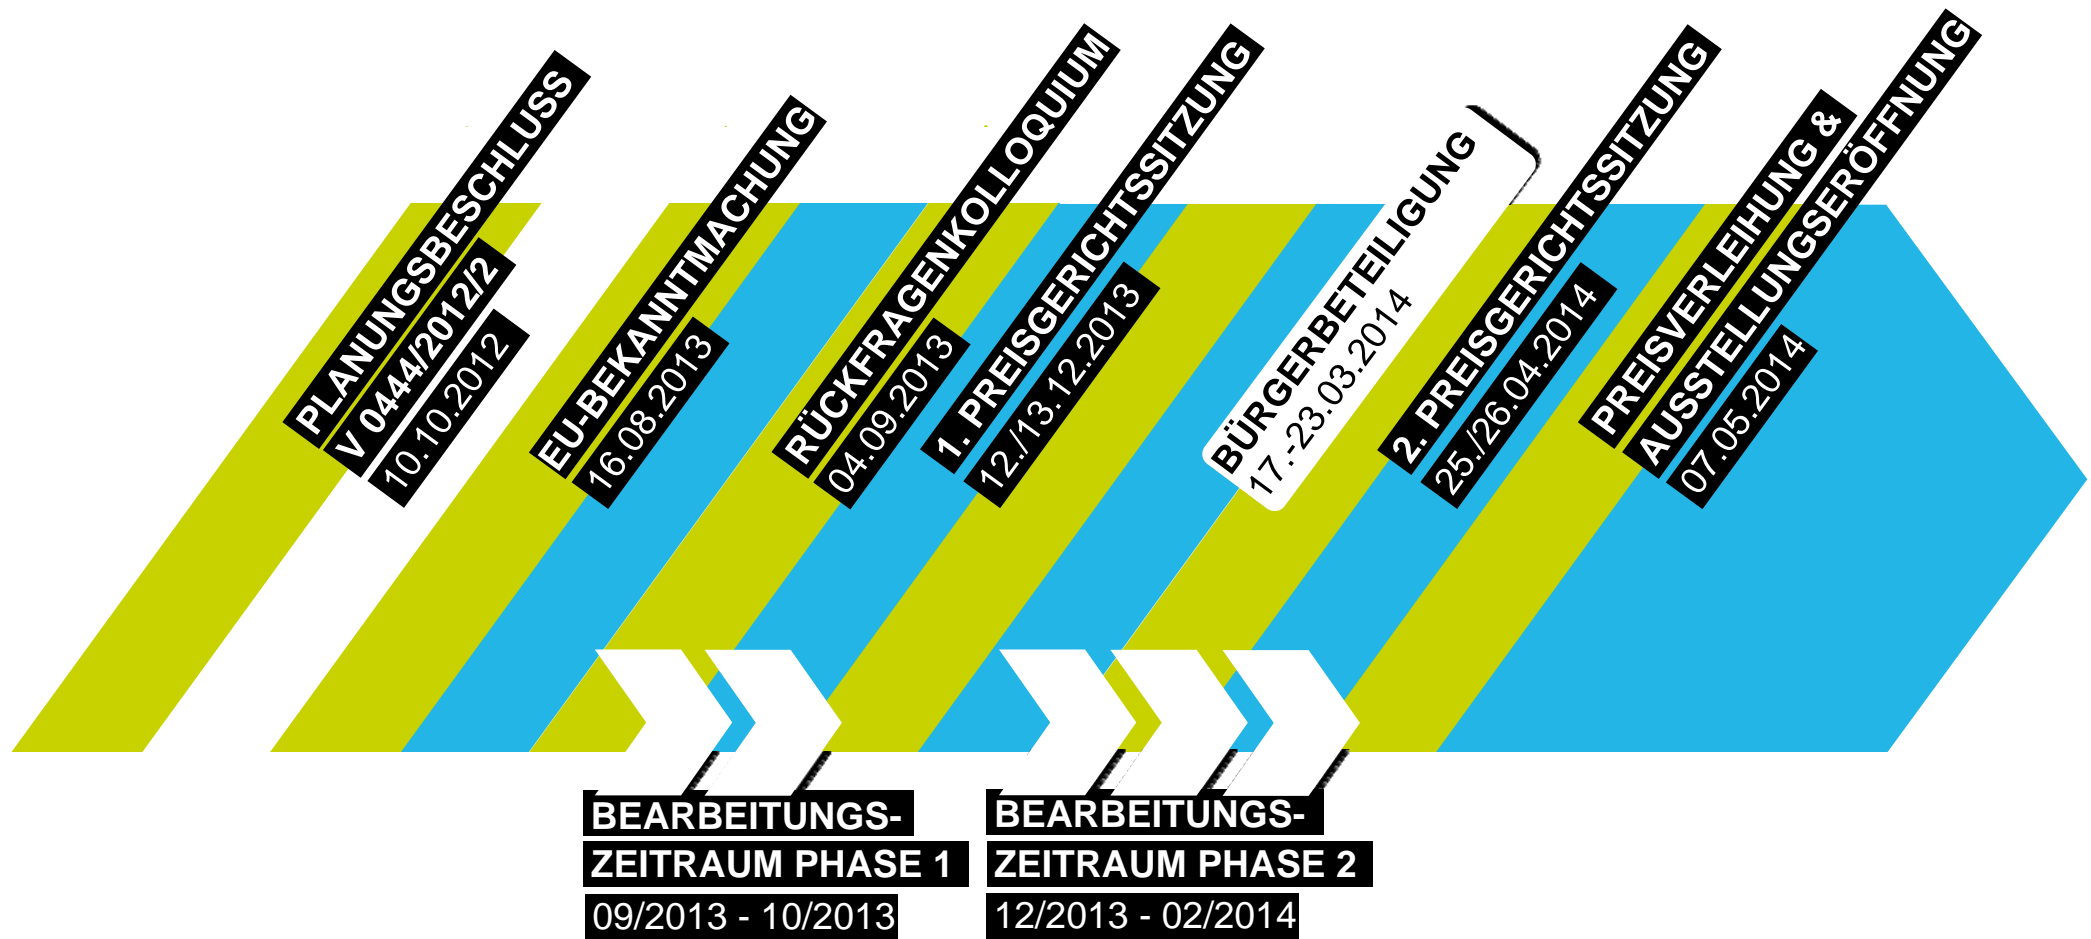 PLANUNGSBESCHLUSS
V 0444/2012/2
10.10.2012
EU-BEKANNTMACHUNG
16.08.2013
RÜCKFRAGENKOLLOQUIUM
04.09.2013
1. PREISGERICHTSSITZUNG
12./13.12.2013
BÜRGERBETEILIGUNG
17.-23.03.2014
2. PREISGERICHTSSITZUNG
25./26.04.2014
PREISVERLEIHUNG &
AUSSTELLUNGSERÖFFNUNG
07.05.2014
BEARBEITUNGS-
ZEITRAUM PHASE 1
09/2013 - 10/2013
BEARBEITUNGS-
ZEITRAUM PHASE 2
12/2013 - 02/2014